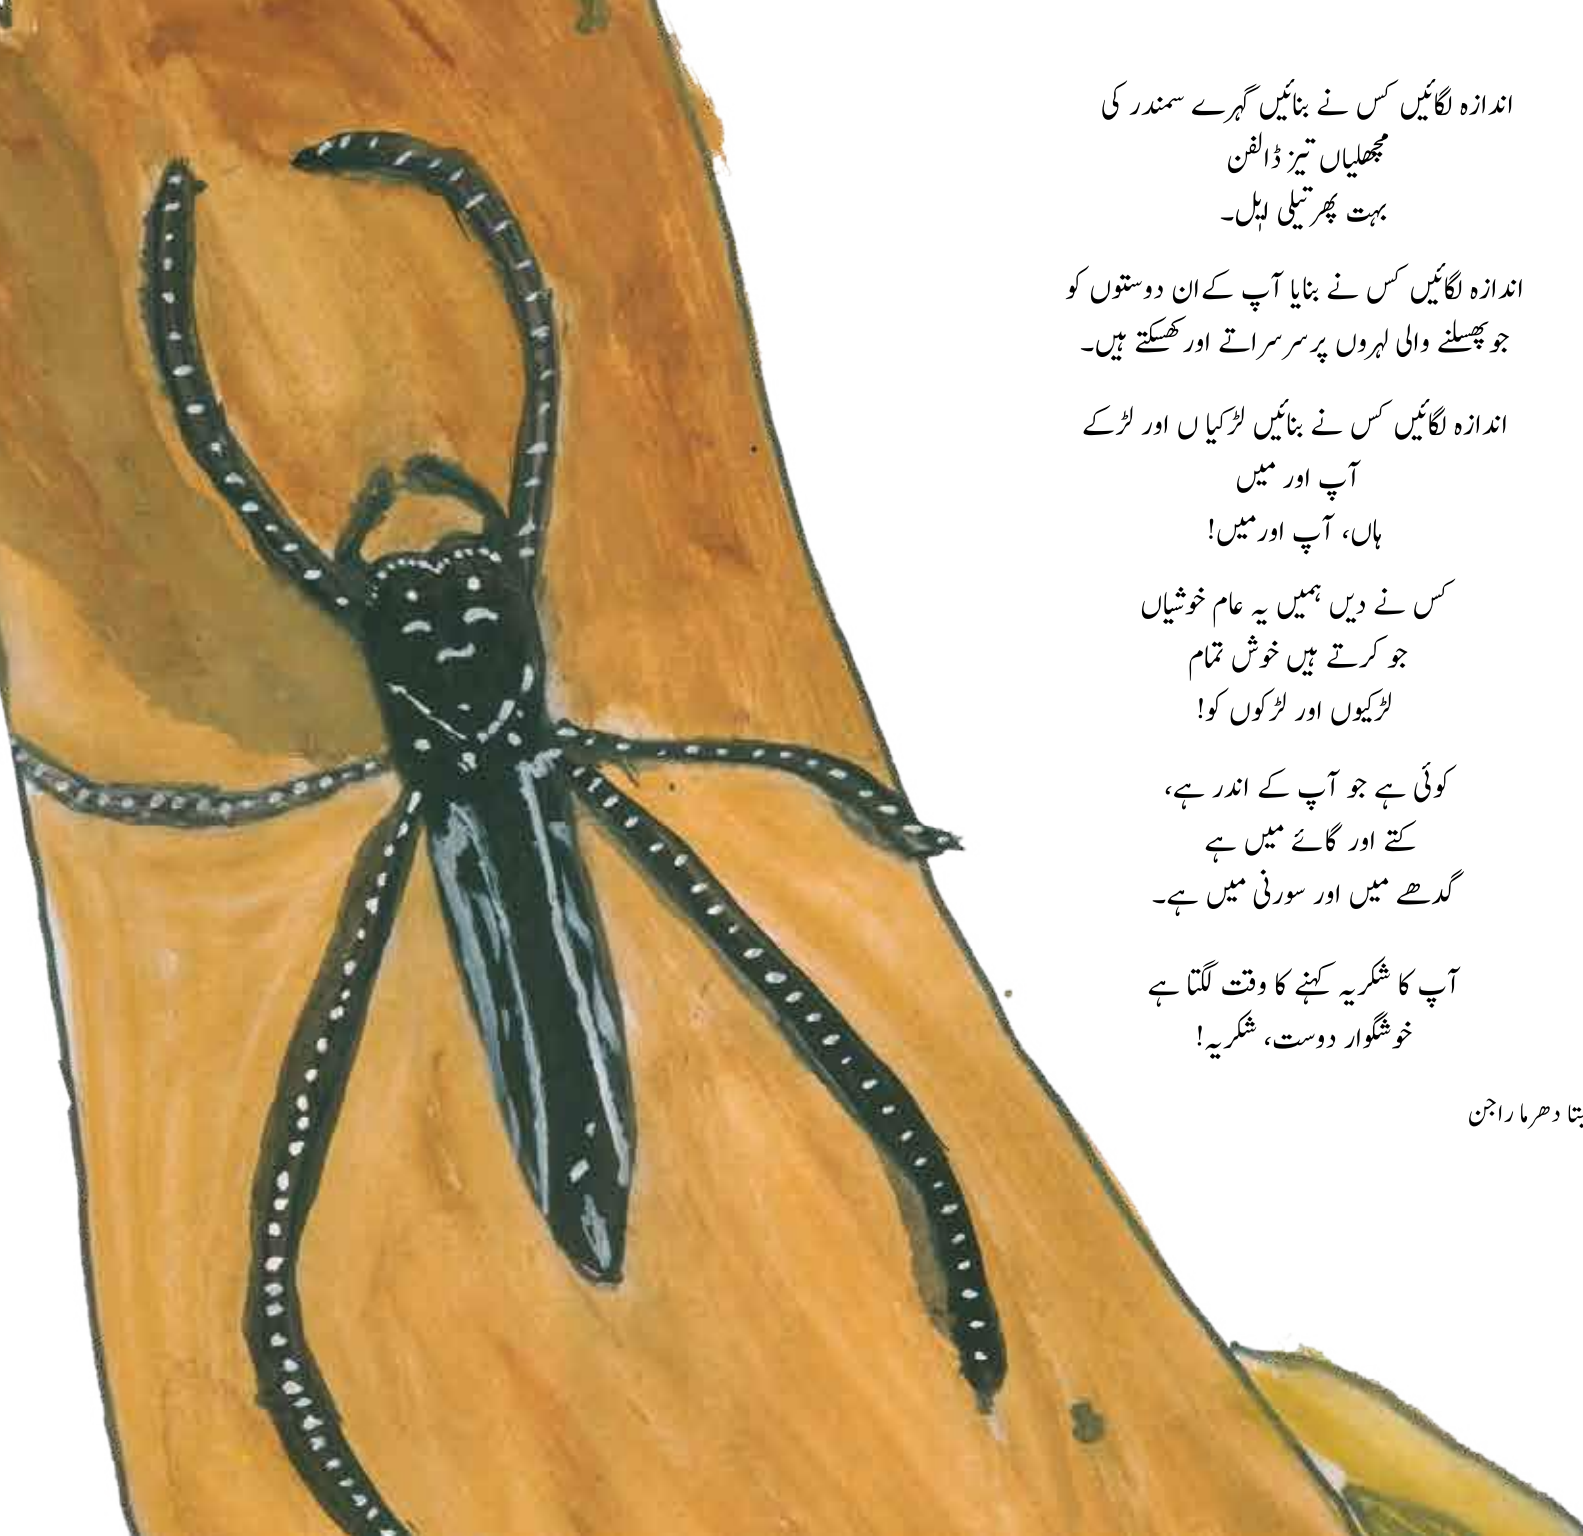 اندازہ لگائیں کس نے بنائیں گہرے سمندر کی
مچھلیاں تیز ڈالفن
بہت پھرتیلی اپل۔
اندازہ لگائیں کس نے بنایا آپ کے ان دوستوں کو
جو پھسلنے والی لہروں پر سرسراتے اور کھسکتے ہیں۔
اندازہ لگائیں کس نے بنائیں لڑکیا ں اور لڑکے
آپ اور میں
ہاں، آپ اور میں!
کس نے دیں ہمیں یہ عام خوشیاں
جو کرتے ہیں خوش تمام
لڑکیوں اور لڑکوں کو!
کوئی ہے جو آپ کے اندر ہے،
کتے اور گائے میں ہے
گدھے میں اور سورنی میں ہے۔
آپ کا شکریہ کہنے کا وقت لگتا ہے
خوشگوار دوست، شکریہ!
دھرما راجن